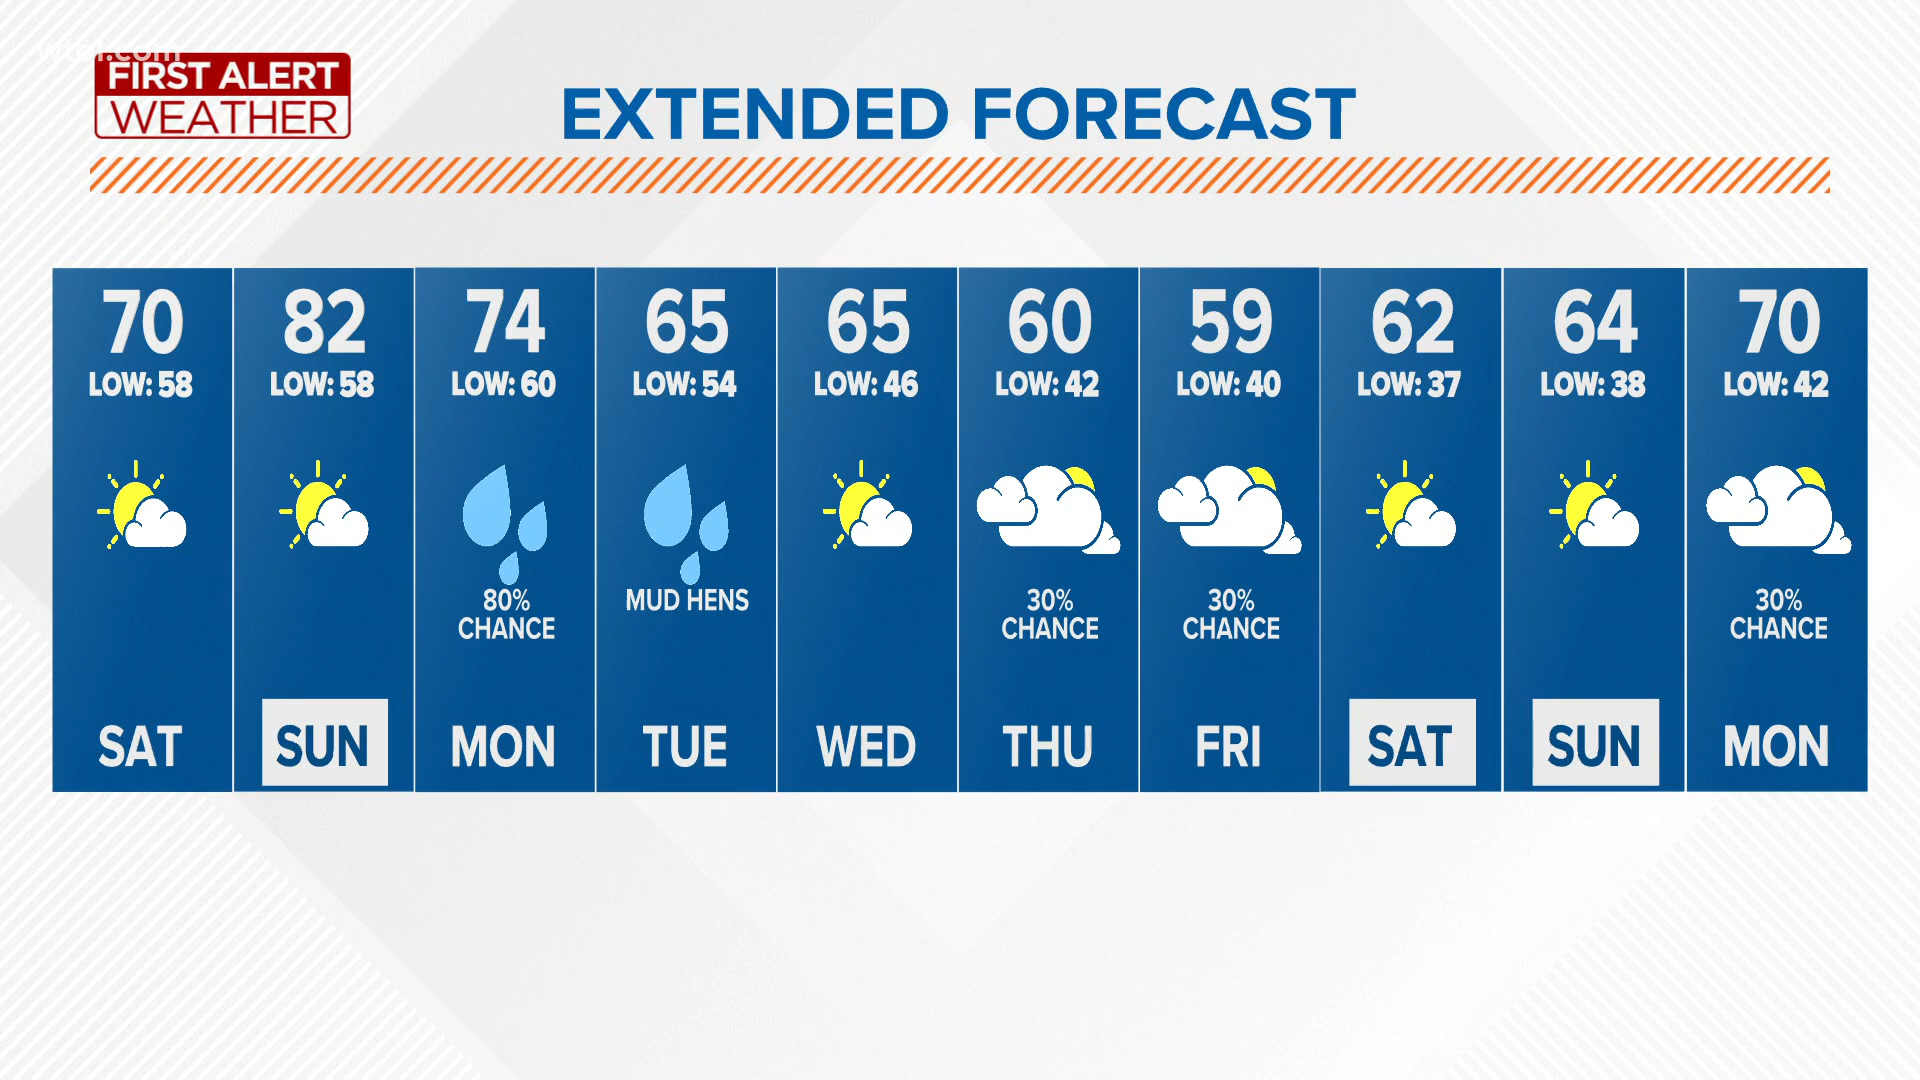 wtol.com
FIRST ALERT
WEATHER
EXTENDED FORECAST
70 82 74 65 65 60 59 62 64 70
LOW: 58 LOW: 58 LOW: 60 LOW: 54 LOW: 46 LOW: 42 LOW: 40 LOW: 37 LOW: 38 LOW: 42
80% MUD HENS 30% 30% 30%
CHANCE CHANCE CHANCE CHANCE
SAT SUN MON TUE WED THU FRI SAT SUN MON